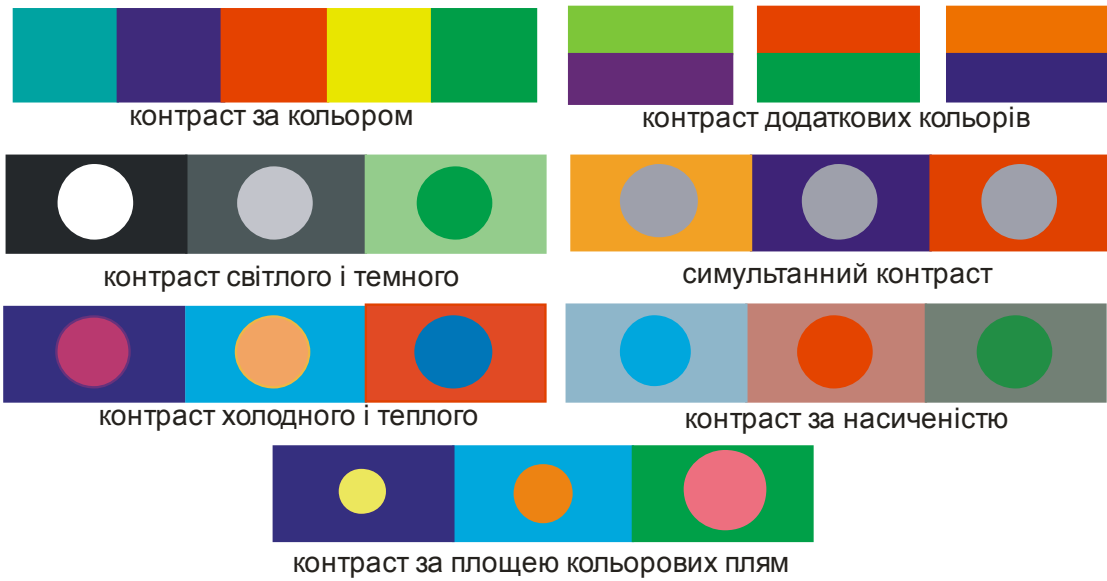 контраст за кольором
контраст додаткових кольорів
контраст світлого і темного
симультанний контраст
контраст холодного і теплого
контраст за насиченістю
контраст за площею кольорових плям